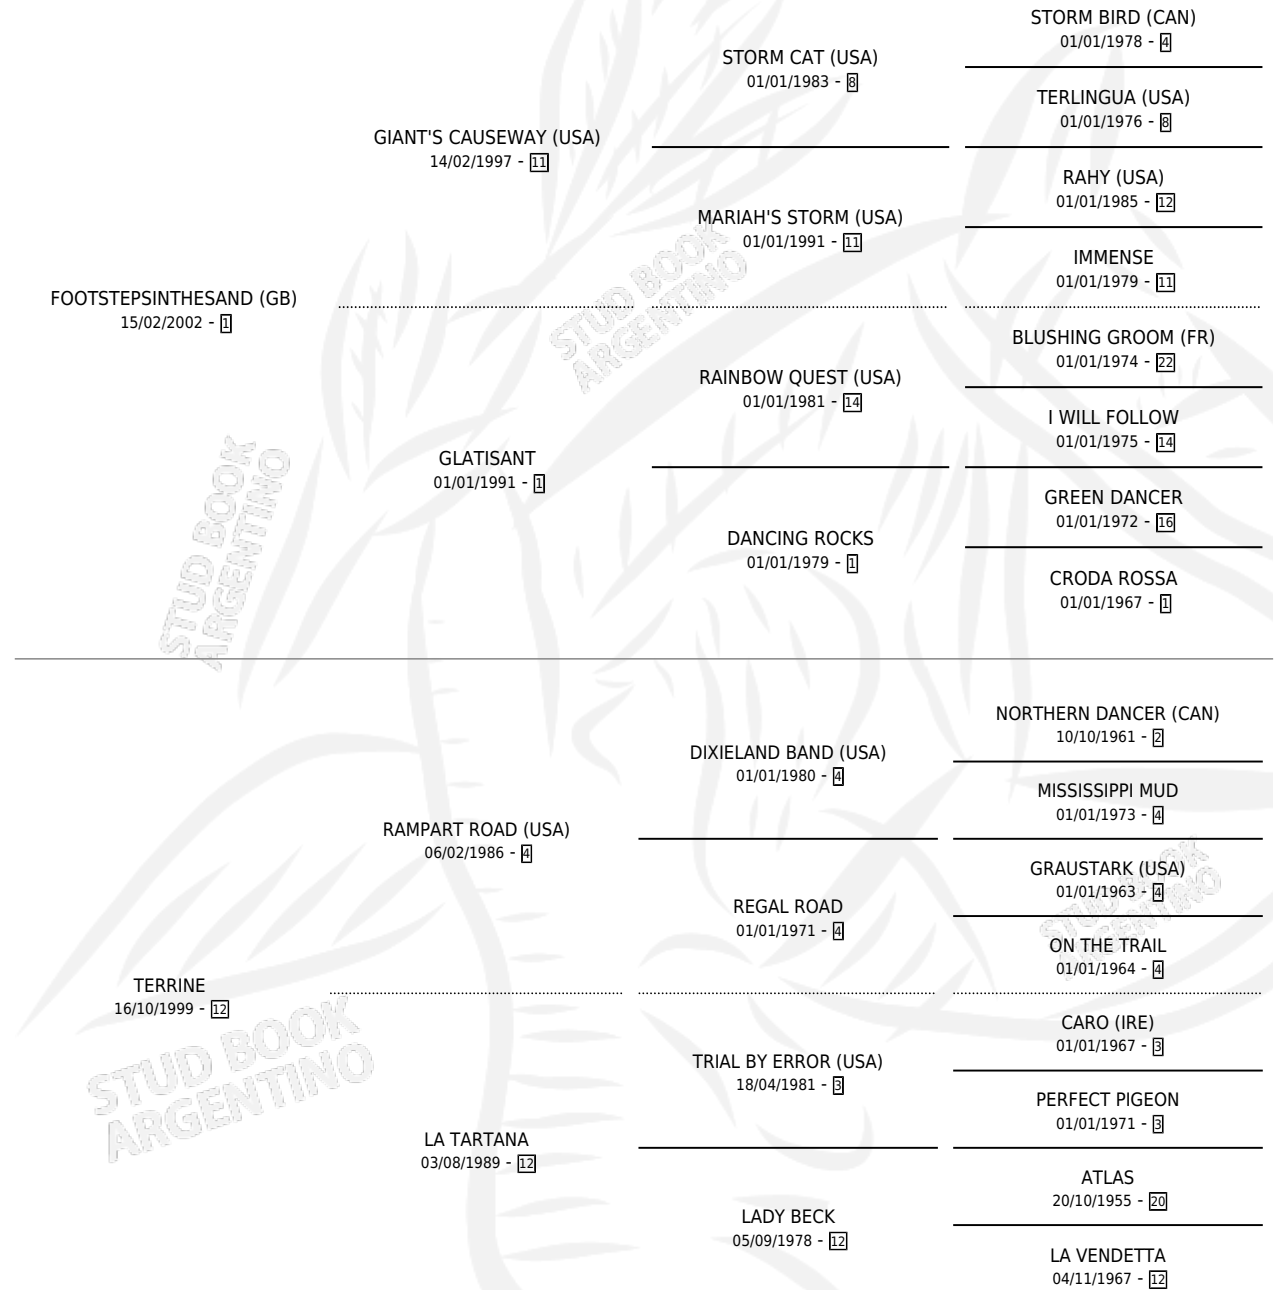 STORM BIRD (CAN)
01/01/1978 - 4
STORM CAT (USA)
01/01/1983 - 8
TERLINGUA (USA)
01/01/1976 - 8
GIANT'S CAUSEWAY (USA)
14/02/1997 - 11
RAHY (USA)
01/01/1985 - 12
MARIAH'S STORM (USA)
01/01/1991 - 11
IMMENSE
01/01/1979 - 11
FOOTSTEPSINTHESAND (GB)
15/02/2002 - 1
BLUSHING GROOM (FR)
01/01/1974 - 22
RAINBOW QUEST (USA)
01/01/1981 - 14
I WILL FOLLOW
01/01/1975 - 14
GLATISANT
01/01/1991 - 1
GREEN DANCER
01/01/1972 - 16
DANCING ROCKS
01/01/1979 - 1
CRODA ROSSA
01/01/1967 - 1
NORTHERN DANCER (CAN)
10/10/1961 - 2
DIXIELAND BAND (USA)
01/01/1980 - 4
MISSISSIPPI MUD
01/01/1973 - 4
RAMPART ROAD (USA)
06/02/1986 - 4
GRAUSTARK (USA)
01/01/1963 - 4
REGAL ROAD
01/01/1971 - 4
ON THE TRAIL
01/01/1964 - 4
TERRINE
16/10/1999 - 12
CARO (IRE)
01/01/1967 - 3
TRIAL BY ERROR (USA)
18/04/1981 - 3
PERFECT PIGEON
01/01/1971 - 3
LA TARTANA
03/08/1989 - 12
ATLAS
20/10/1955 - 20
LADY BECK
05/09/1978 - 12
LA VENDETTA
04/11/1967 - 12
STUD BOOK
ARGENTINO
STUD BOOK
ARGENTINO
STUD BOOK
ARGENTINO
STUD BOOK
ARGENTINO